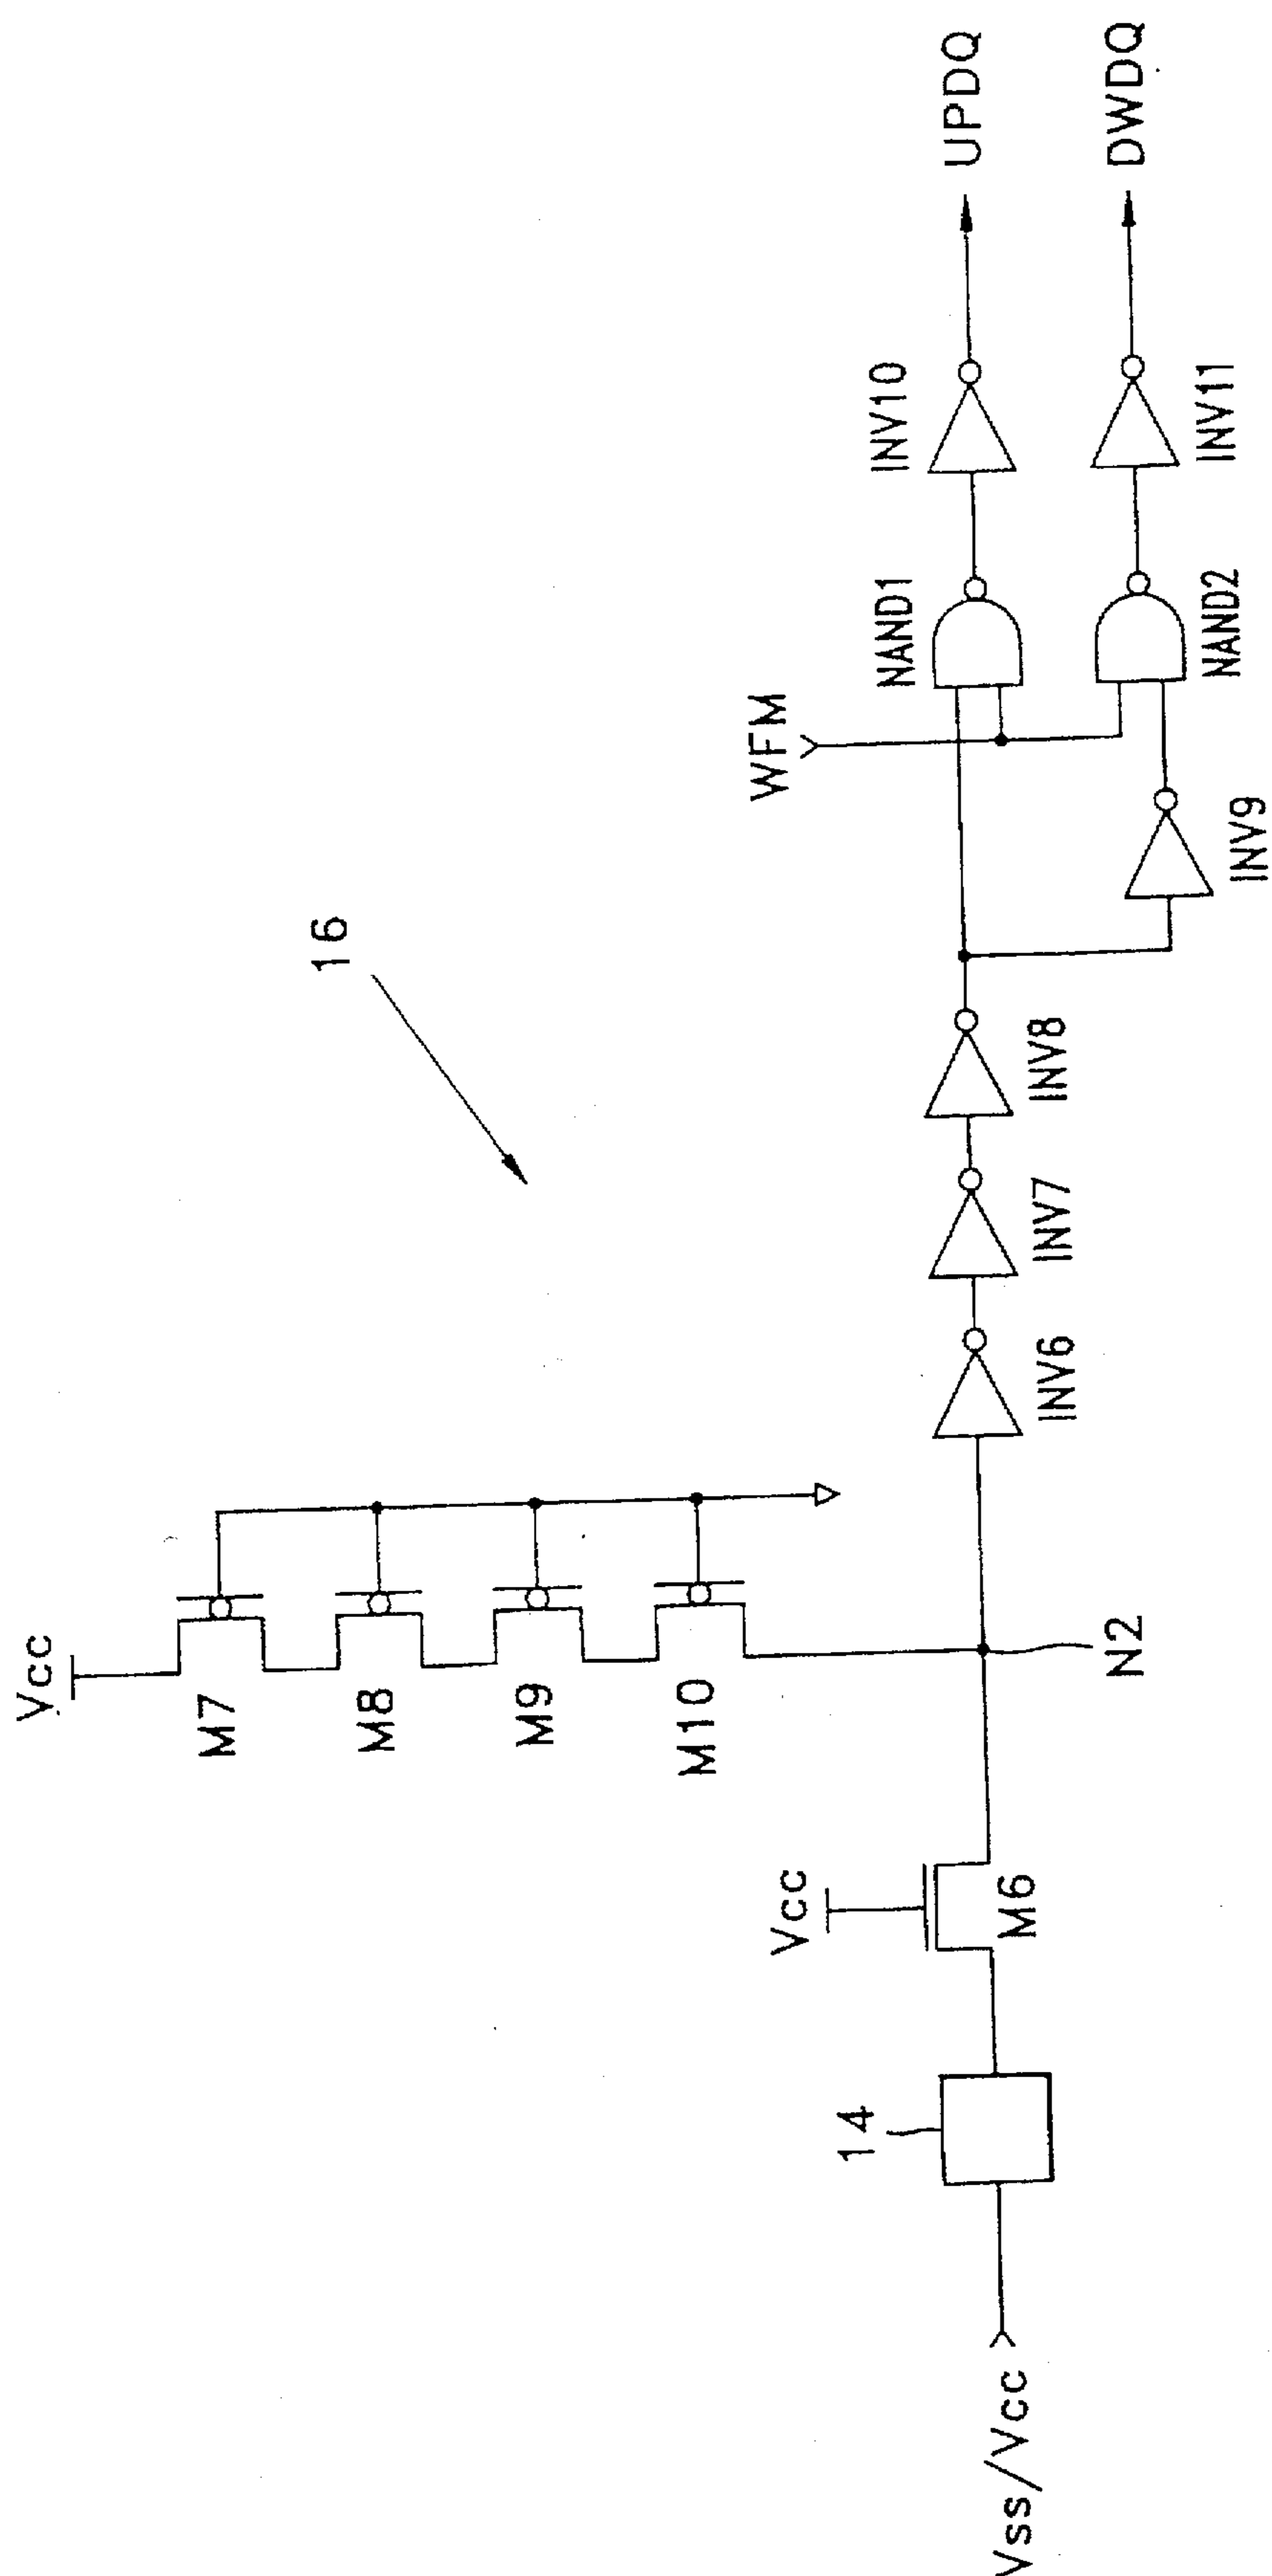 16
Vcc
M7
M8
M9
M10
Vcc
M6
14
Vss/Vcc
N2
INV6
INV7
INV8
INV9
WFM
NAND1
NAND2
INV10
INV11
UPDQ
DWDQ